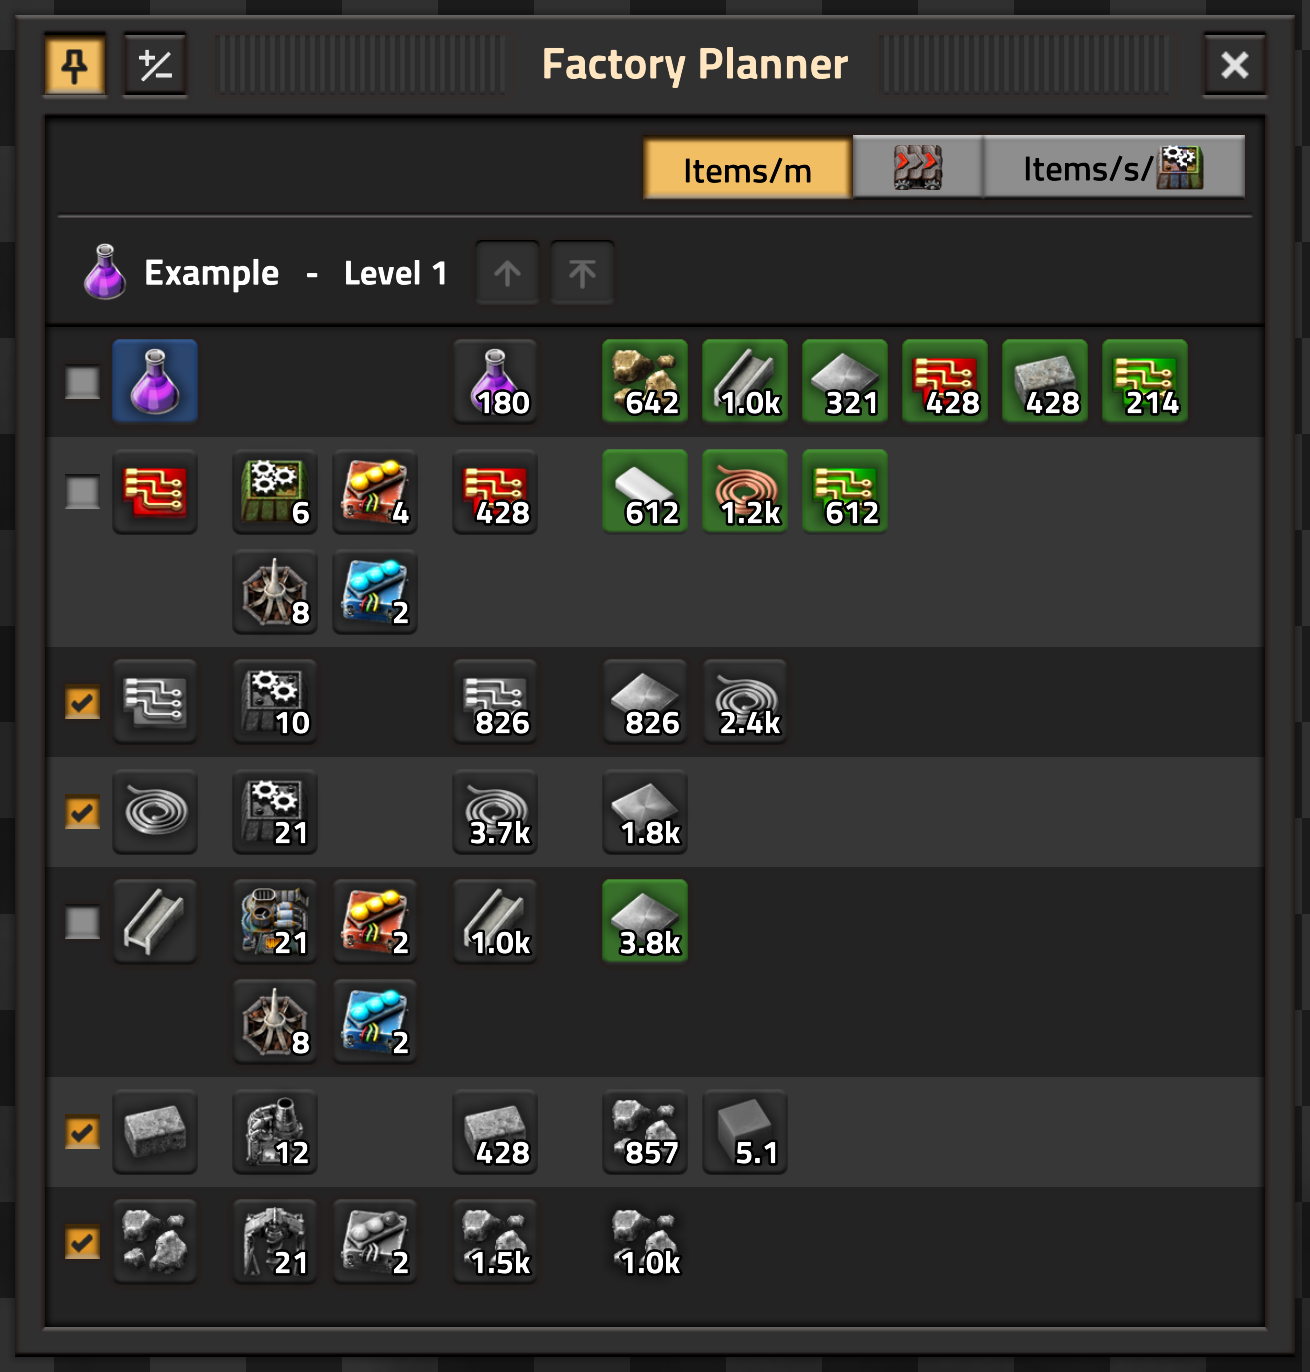 Factory Planner
Items/m Items/s/
Example - Level 1
180 642 1.0k 321 428 428 214
6 4 428 612 1.2k 612
8 2
10 826 826 2.4k
21 3.7k 1.8k
21 2 1.0k 3.8k
8 2
12 428 857 5.1
21 2 1.5k 1.0k